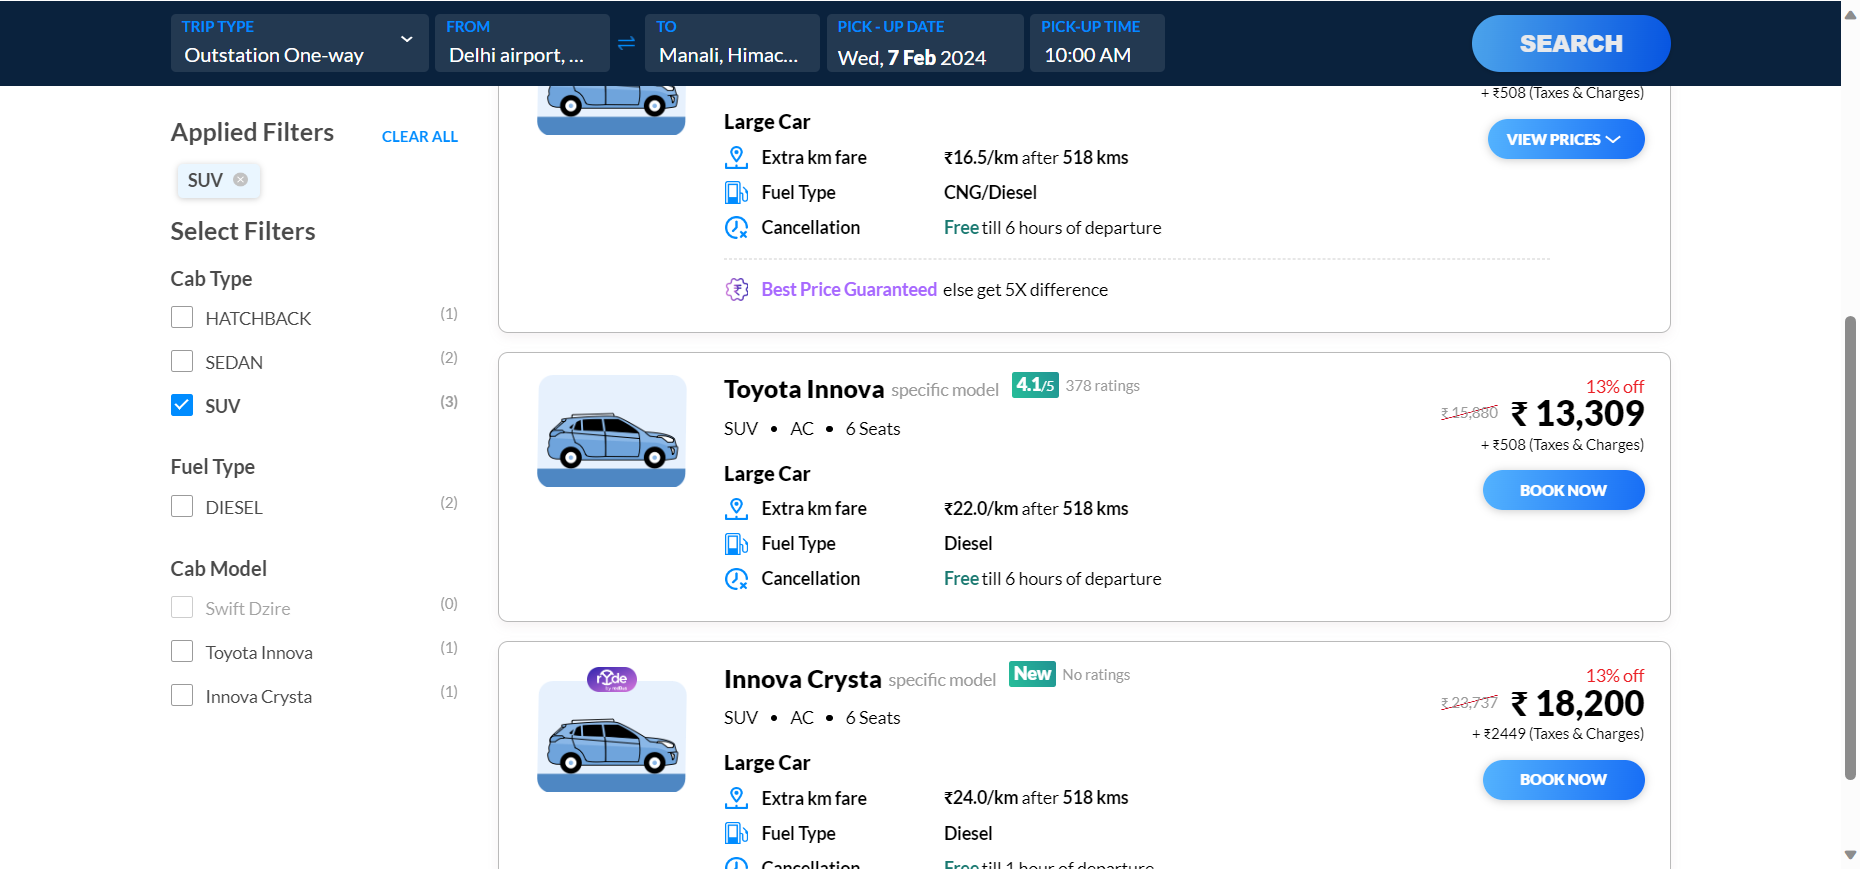 TRIP TYPE
Outstation One-way
FROM
Delhi airport, ...
TO
Manali, Himac...
PICK - UP DATE
Wed, 7 Feb 2024
PICK-UP TIME
10:00 AM
SEARCH
Applied Filters
CLEAR ALL
SUV
Select Filters
Cab Type
HATCHBACK (1)
SEDAN (2)
SUV (3)
Fuel Type
DIESEL (2)
Cab Model
Swift Dzire (0)
Toyota Innova (1)
Innova Crysta (1)
+ ₹508 (Taxes & Charges)
VIEW PRICES
Large Car
Extra km fare ₹16.5/km after 518 kms
Fuel Type CNG/Diesel
Cancellation Free till 6 hours of departure
₹ Best Price Guaranteed else get 5X difference
Toyota Innova specific model 4.1/5 378 ratings
SUV • AC • 6 Seats
13% off
₹ 15,880 ₹ 13,309
+ ₹508 (Taxes & Charges)
BOOK NOW
Large Car
Extra km fare ₹22.0/km after 518 kms
Fuel Type Diesel
Cancellation Free till 6 hours of departure
ryde
by redBus
Innova Crysta specific model New No ratings
SUV • AC • 6 Seats
13% off
₹ 23,737 ₹ 18,200
+ ₹2449 (Taxes & Charges)
BOOK NOW
Large Car
Extra km fare ₹24.0/km after 518 kms
Fuel Type Diesel
Cancellation Free till 1 hour of departure